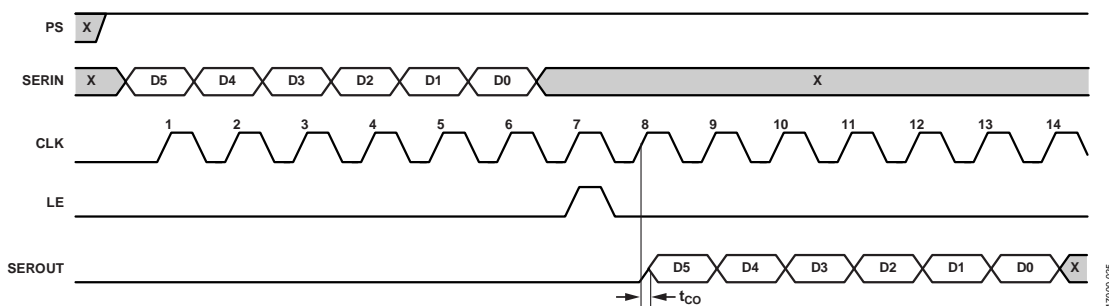 PS X
SERIN X D5 D4 D3 D2 D1 D0 X
1 2 3 4 5 6 7 8 9 10 11 12 13 14
CLK
LE
SEROUT D5 D4 D3 D2 D1 D0 X
tCO